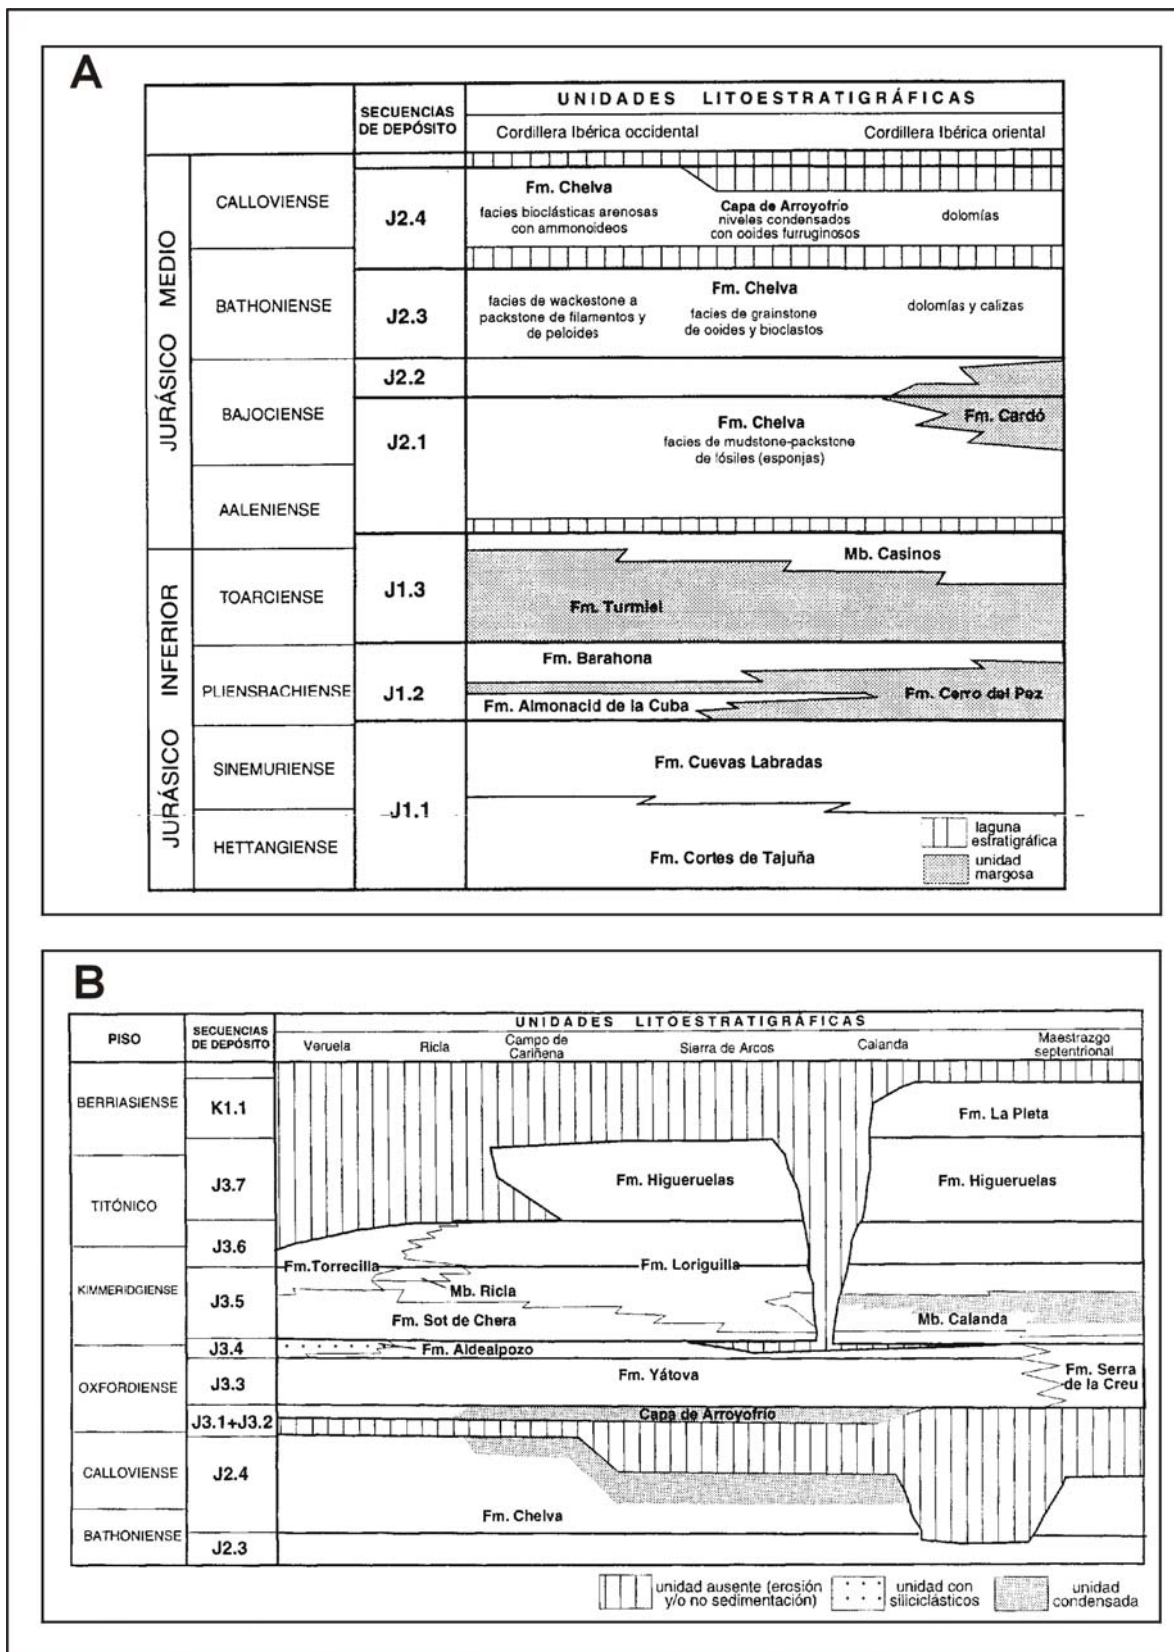 A
UNIDADES LITOESTRATIGRÁFICAS
SECUENCIAS
DE DEPÓSITO
Cordillera Ibérica occidental
Cordillera Ibérica oriental
JURÁSICO MEDIO
CALLOVIENSE
J2.4
Fm. Chelva
facies bioclásticas arenosas
con ammonoideos
Capa de Arroyofrío
niveles condensados
con ooides furruginosos
dolomías
BATHONIENSE
J2.3
facies de wackestone a
packstone de filamentos y
de peloides
Fm. Chelva
facies de grainstone
de ooides y bioclastos
dolomías y calizas
J2.2
BAJOCIENSE
J2.1
Fm. Chelva
facies de mudstone-packstone
de fósiles (esponjas)
Fm. Cardó
AALENIENSE
JURÁSICO INFERIOR
TOARCIENSE
J1.3
Mb. Casinos
Fm. Turmiel
PLIENSBACHIENSE
J1.2
Fm. Barahona
Fm. Almonacid de la Cuba
Fm. Cerro del Pez
SINEMURIENSE
J1.1
Fm. Cuevas Labradas
HETTANGIENSE
Fm. Cortes de Tajuña
laguna
estratigráfica
unidad
margosa
B
PISO
SECUENCIAS
DE DEPÓSITO
UNIDADES LITOESTRATIGRÁFICAS
Veruela
Ricla
Campo de
Cariñena
Sierra de Arcos
Calanda
Maestrazgo
septentrional
BERRIASIENSE
K1.1
Fm. La Pleta
TITÓNICO
J3.7
Fm. Higueruelas
Fm. Higueruelas
J3.6
Fm. Torrecilla
Fm. Loriguilla
KIMMERIDGIENSE
J3.5
Mb. Ricla
Fm. Sot de Chera
Mb. Calanda
J3.4
Fm. Aldealpozo
OXFORDIENSE
J3.3
Fm. Yátova
Fm. Serra
de la Creu
J3.1+J3.2
Capa de Arroyofrío
CALLOVIENSE
J2.4
Fm. Chelva
BATHONIENSE
J2.3
unidad ausente (erosión
y/o no sedimentación)
unidad con
siliciclásticos
unidad
condensada